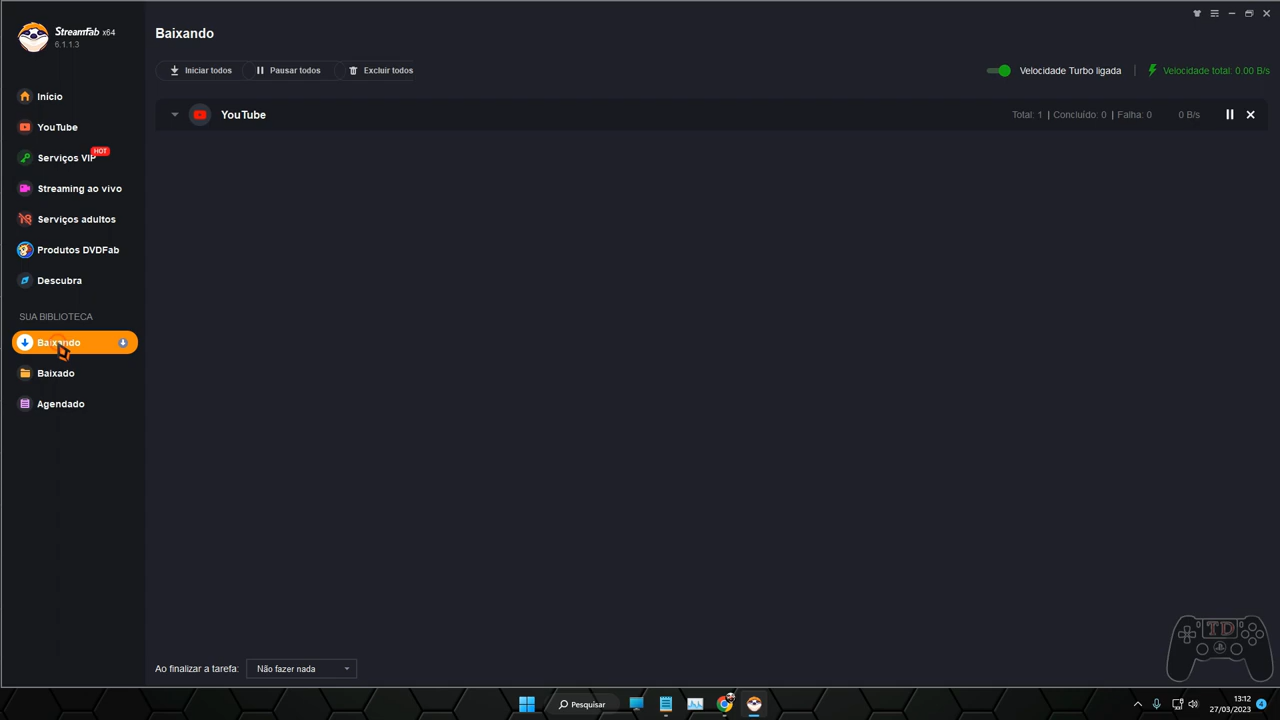 StreamFab x64
6.1.1.3
Início
YouTube
Serviços VIP HOT
Streaming ao vivo
Serviços adultos
Produtos DVDFab
Descubra
SUA BIBLIOTECA
Baixando
Baixado
Agendado
Baixando
Iniciar todos Pausar todos Excluir todos
Velocidade Turbo ligada | Velocidade total: 0.00 B/s
YouTube Total: 1 | Concluído: 0 | Falha: 0 0 B/s
Ao finalizar a tarefa: Não fazer nada
TD
Pesquisar
13:12
27/03/2023
4